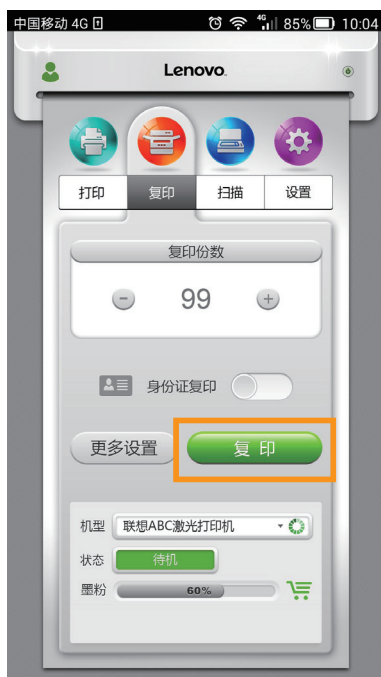 中国移动 4G 4G 85% 10:04
Lenovo
打印 复印 扫描 设置
复印份数
99
身份证复印
更多设置 复印
机型 联想ABC激光打印机
状态 待机
墨粉 60%